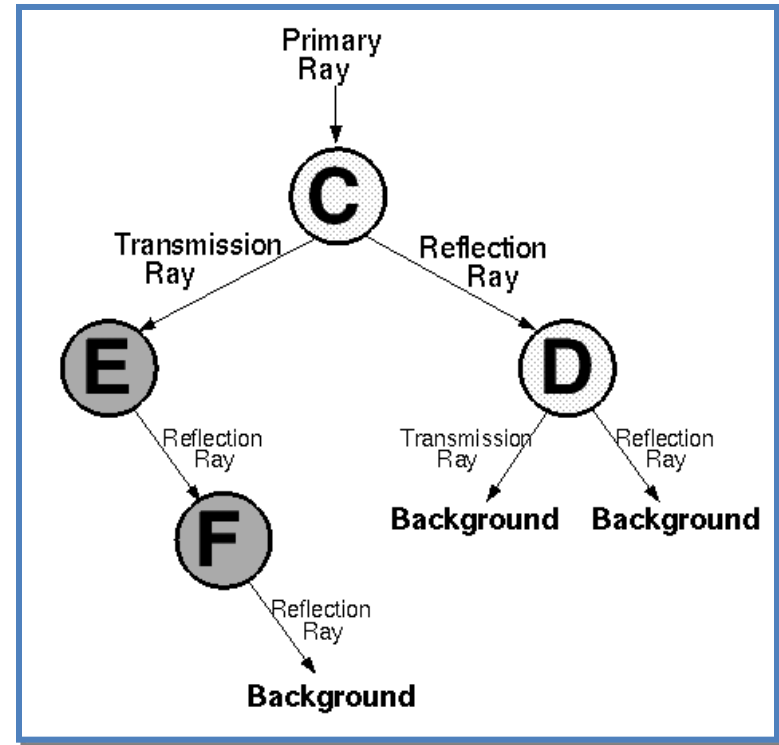 Primary
Ray
C
Transmission
Ray
Reflection
Ray
E
D
Reflection
Ray
Transmission
Ray
Reflection
Ray
Background
Background
F
Reflection
Ray
Background